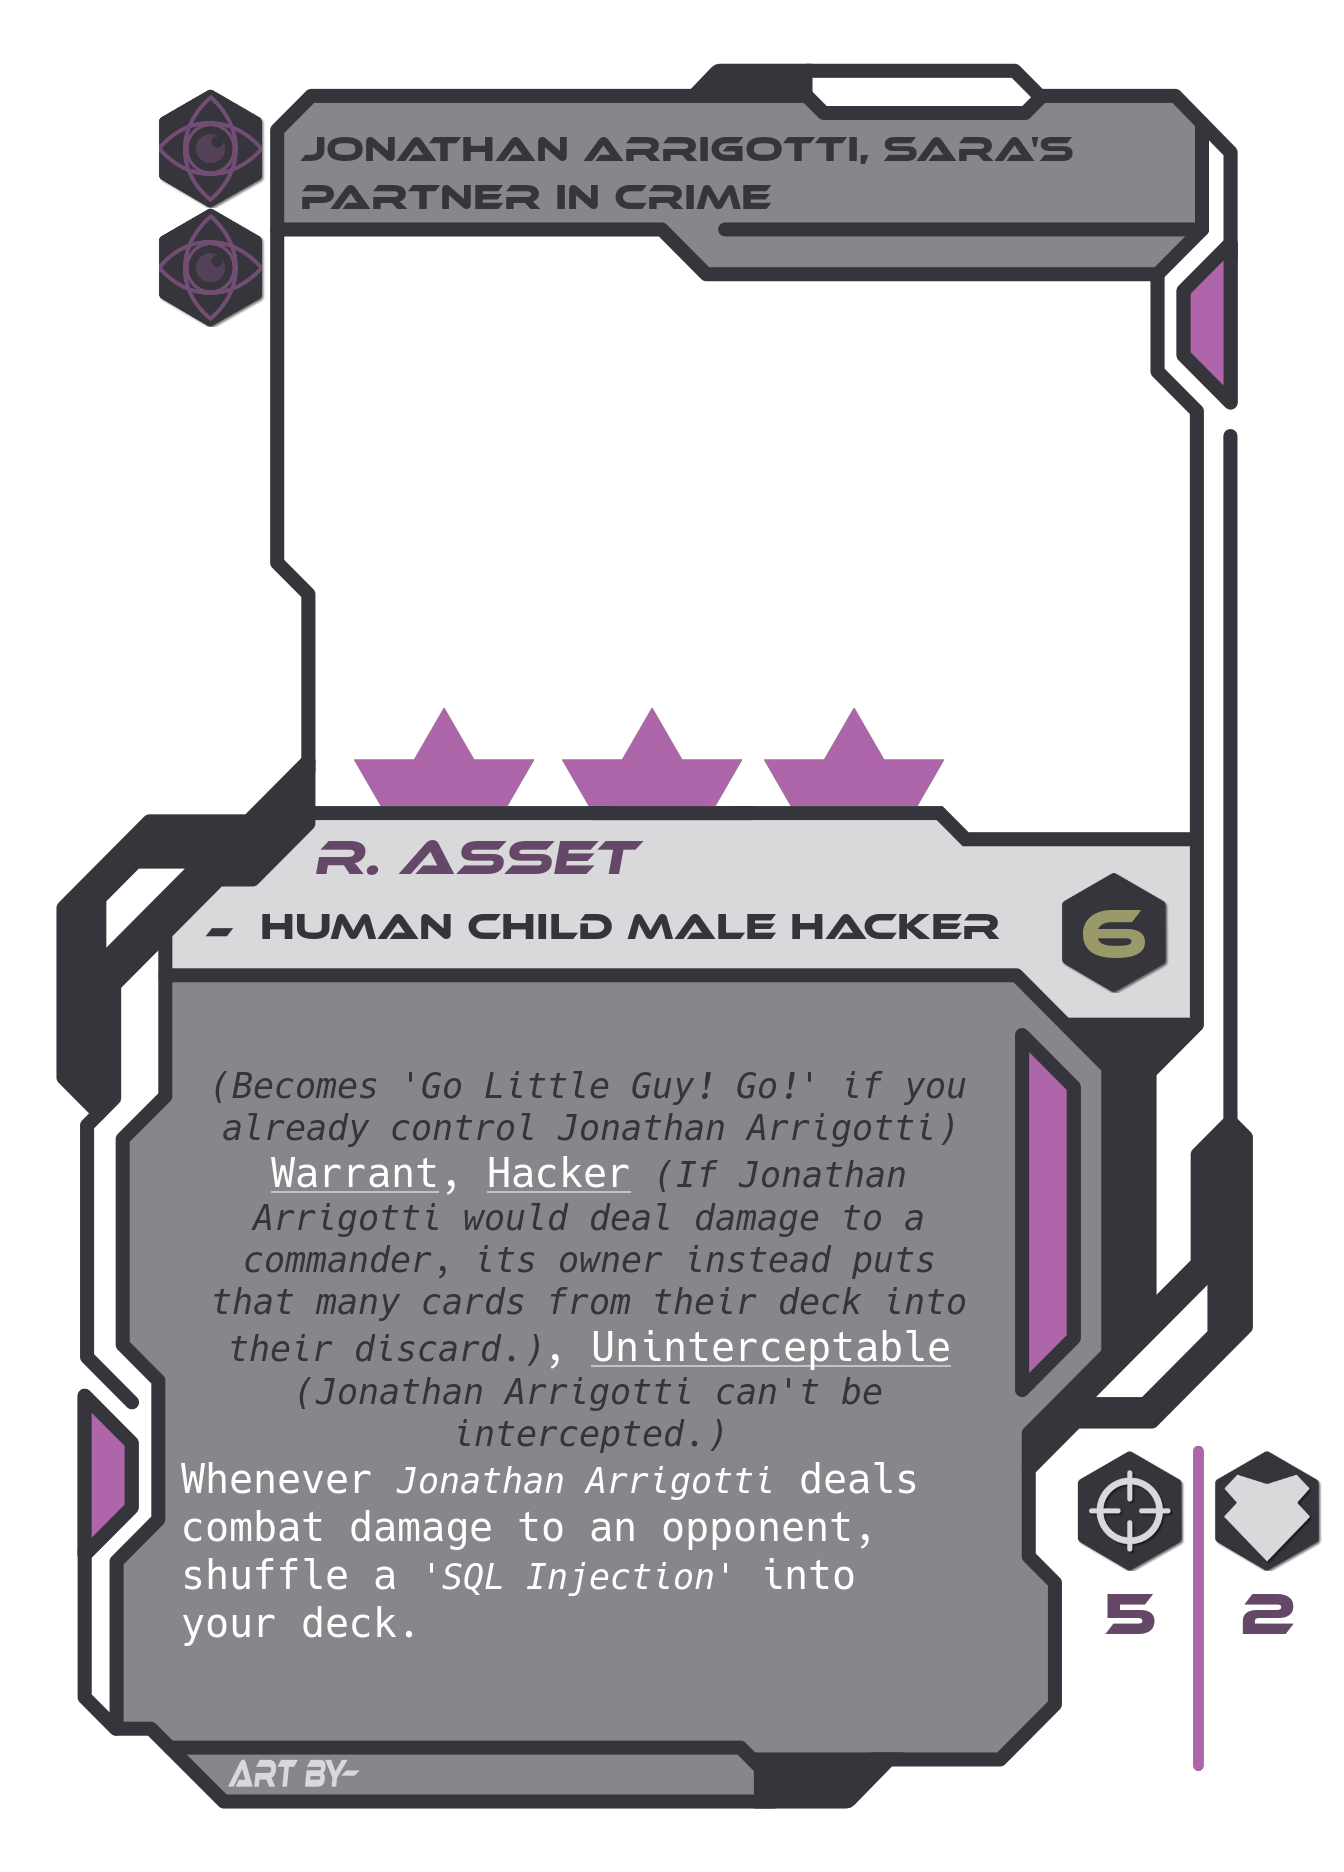 JONATHAN ARRIGOTTI, SARA'S
PARTNER IN CRIME
R. ASSET
- HUMAN CHILD MALE HACKER
6
(Becomes 'Go Little Guy! Go!' if you
already control Jonathan Arrigotti)
Warrant, Hacker (If Jonathan
Arrigotti would deal damage to a
commander, its owner instead puts
that many cards from their deck into
their discard.), Uninterceptable
(Jonathan Arrigotti can't be
intercepted.)
Whenever Jonathan Arrigotti deals
combat damage to an opponent,
shuffle a 'SQL Injection' into
your deck.
5
2
ART BY-